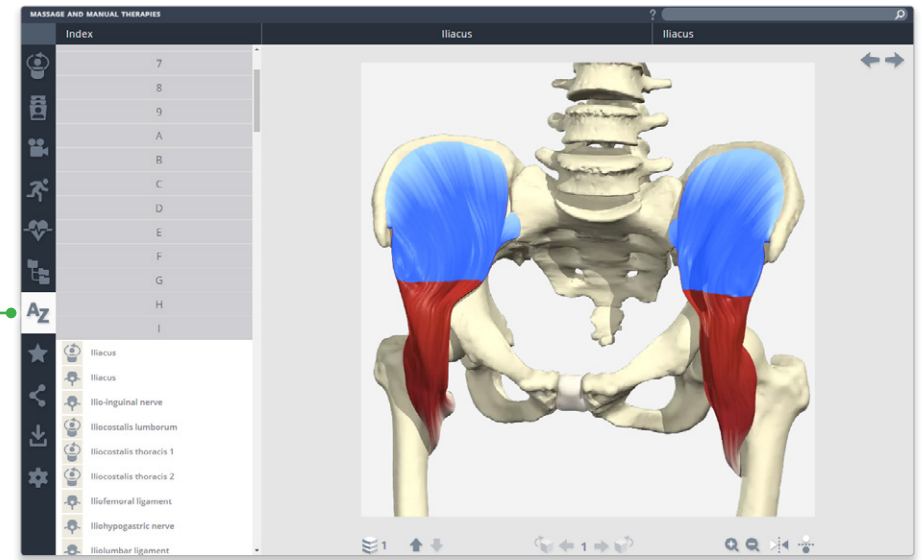 MASSAGE AND MANUAL THERAPIES
?
Index
Iliacus
Iliacus
7
8
9
A
B
C
D
E
F
G
H
I
AZ
Iliacus
Iliacus
Ilio-inguinal nerve
Iliocostalis lumborum
Iliocostalis thoracis 1
Iliocostalis thoracis 2
Iliofemoral ligament
Iliohypogastric nerve
Iliolumbar ligament
1
1